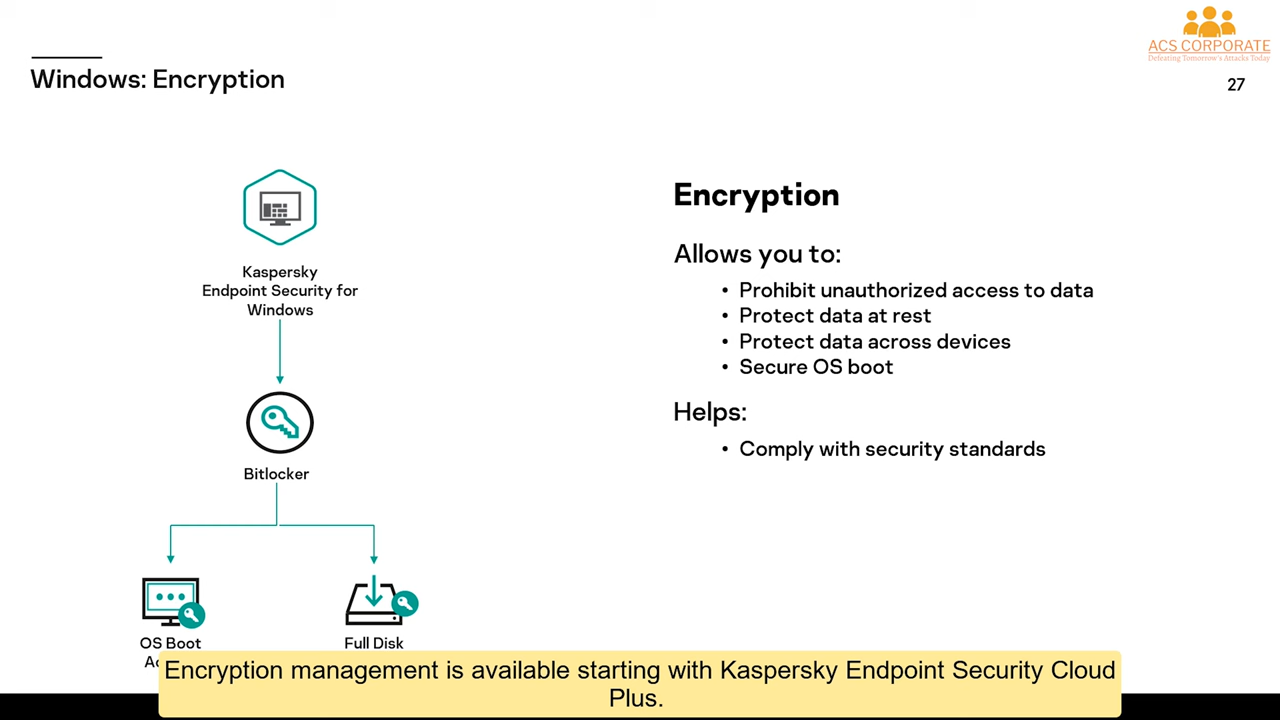 ACS CORPORATE
Defeating Tomorrow's Attacks Today
Windows: Encryption
27
Kaspersky
Endpoint Security for
Windows
Bitlocker
OS Boot
Full Disk
Encryption
Allows you to:
• Prohibit unauthorized access to data
• Protect data at rest
• Protect data across devices
• Secure OS boot
Helps:
• Comply with security standards
Encryption management is available starting with Kaspersky Endpoint Security Cloud
Plus.